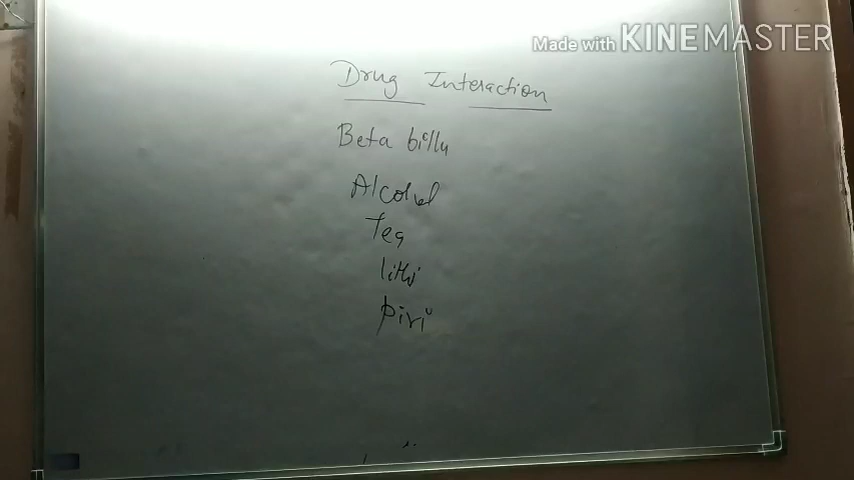 Made with KINEMASTER
Drug Interaction
Beta billu
Alcohol
Tea
lithi
piri